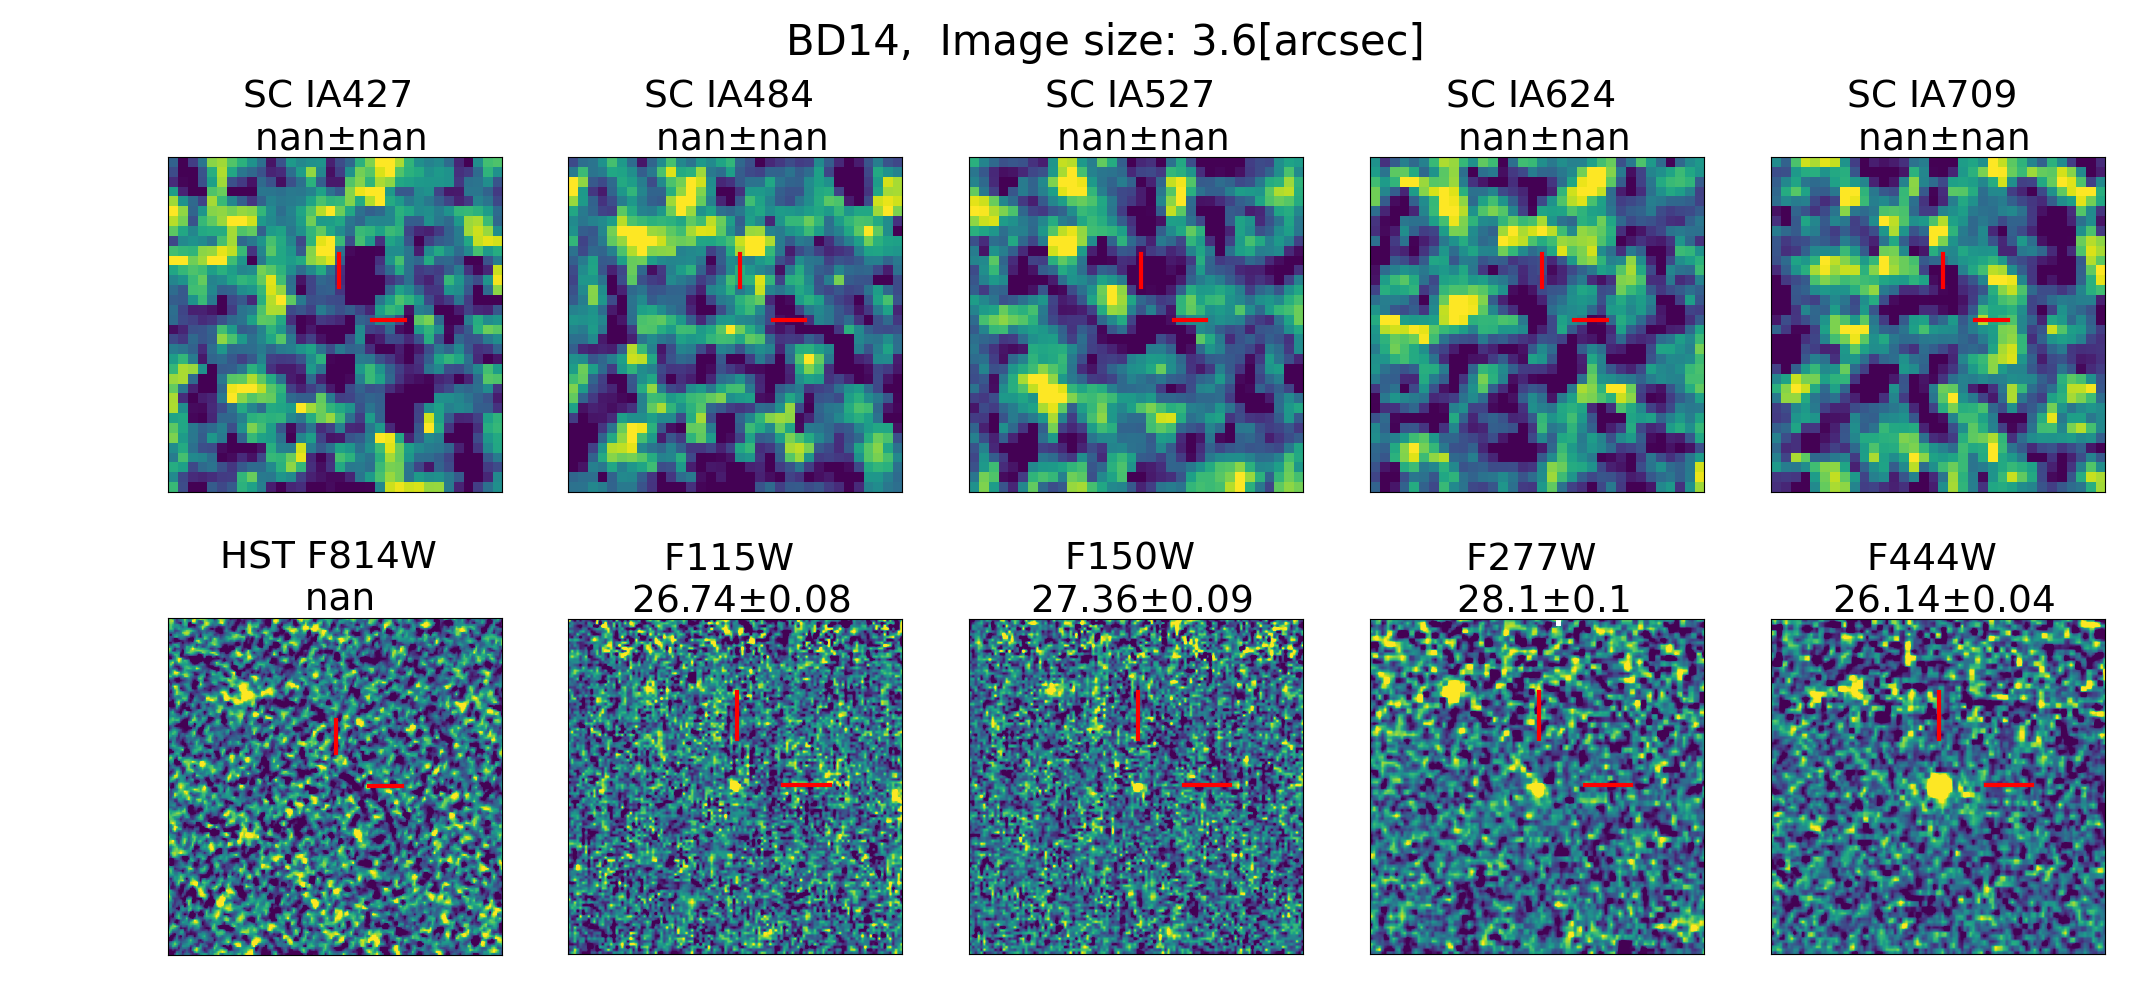 BD14,  Image size: 3.6[arcsec]
SC IA427
nan±nan
SC IA484
nan±nan
SC IA527
nan±nan
SC IA624
nan±nan
SC IA709
nan±nan
HST F814W
nan
F115W
26.74±0.08
F150W
27.36±0.09
F277W
28.1±0.1
F444W
26.14±0.04